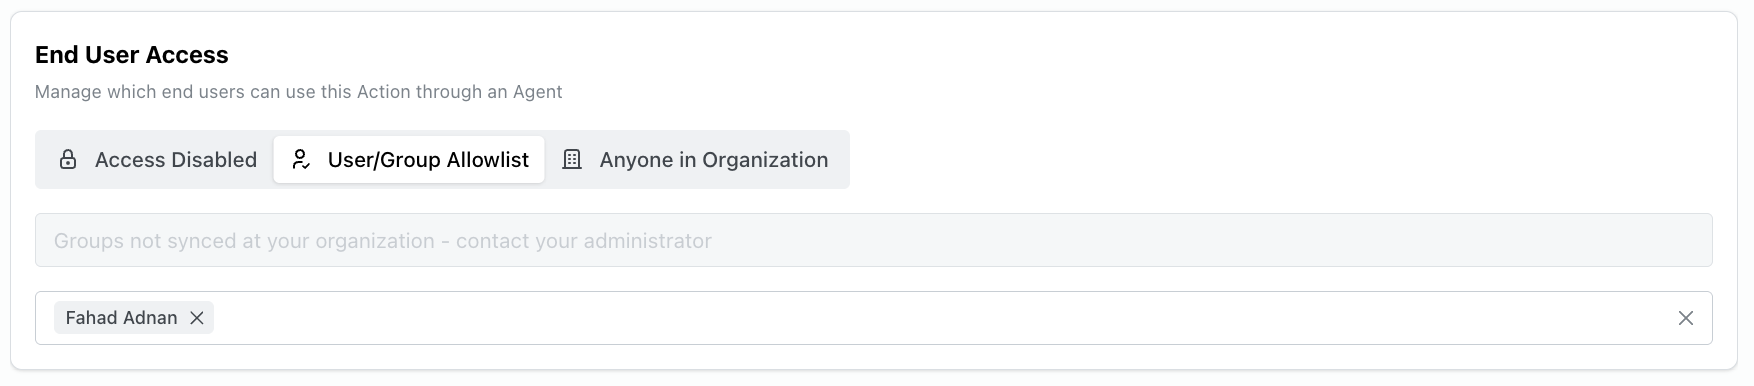 End User Access
Manage which end users can use this Action through an Agent
Access Disabled User/Group Allowlist Anyone in Organization
Groups not synced at your organization - contact your administrator
Fahad Adnan